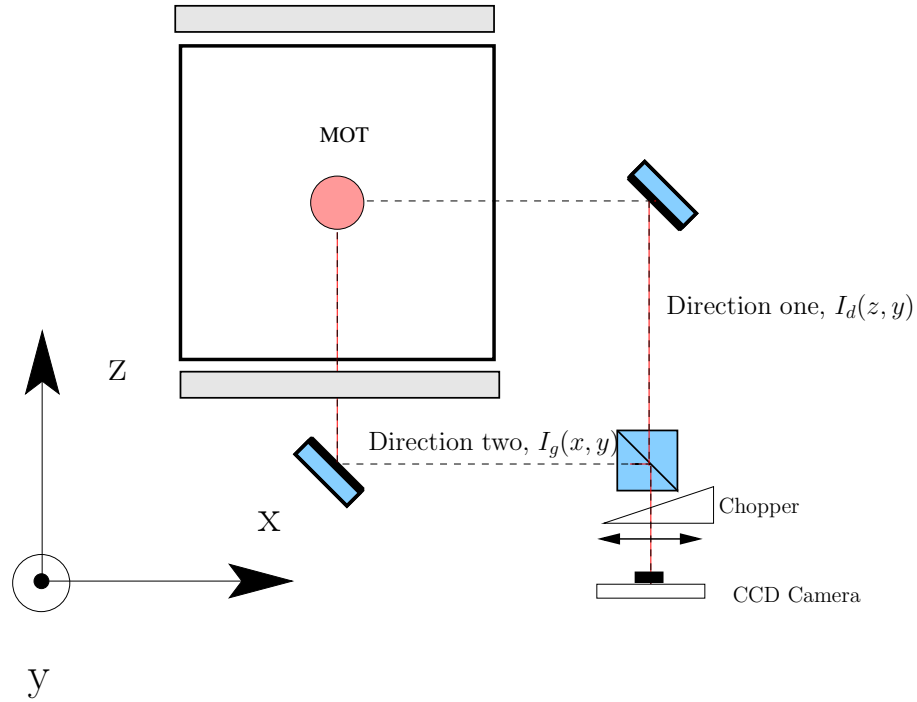 MOT
Direction one, I_d(z, y)
z
Direction two, I_g(x, y)
Chopper
x
CCD Camera
y